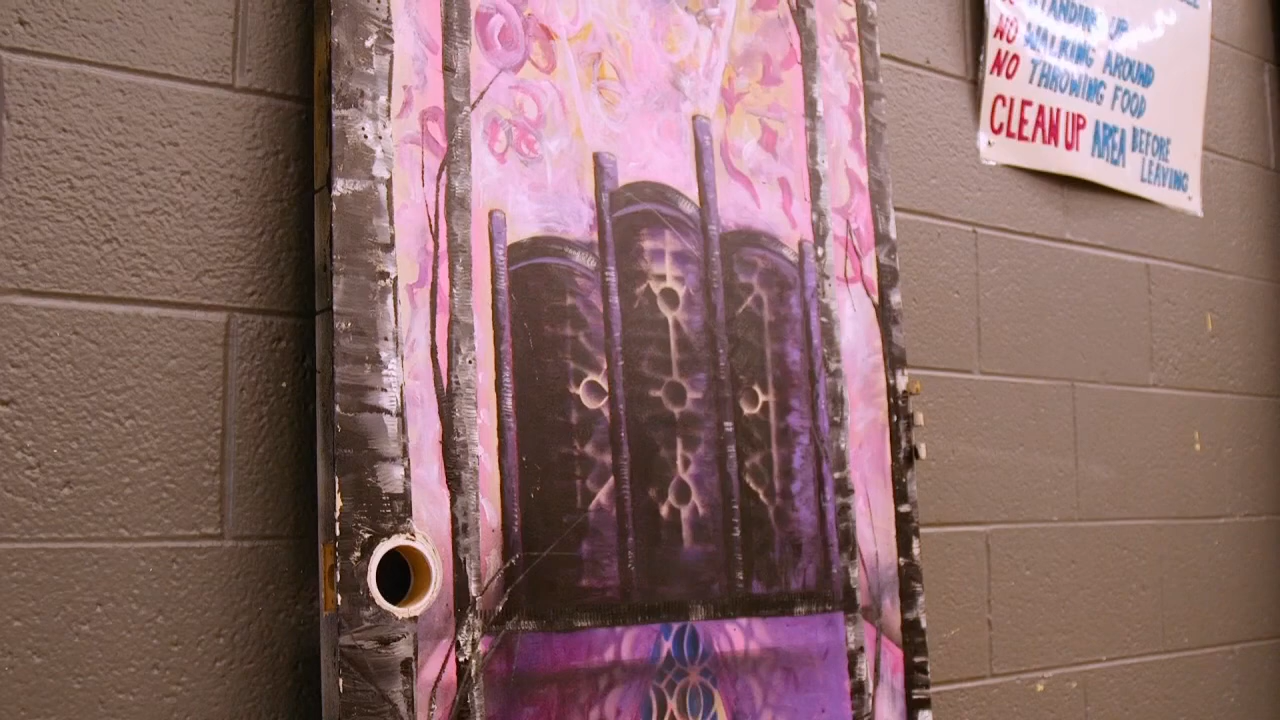 STANDING UP
NO WALKING AROUND
NO THROWING FOOD
CLEAN UP AREA BEFORE
LEAVING